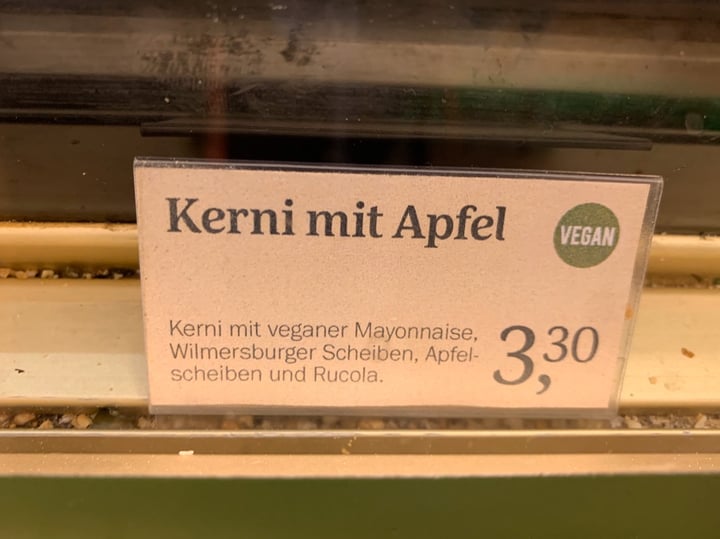 Kerni mit Apfel
VEGAN
Kerni mit veganer Mayonnaise,
Wilmersburger Scheiben, Apfel-
scheiben und Rucola.
3,30